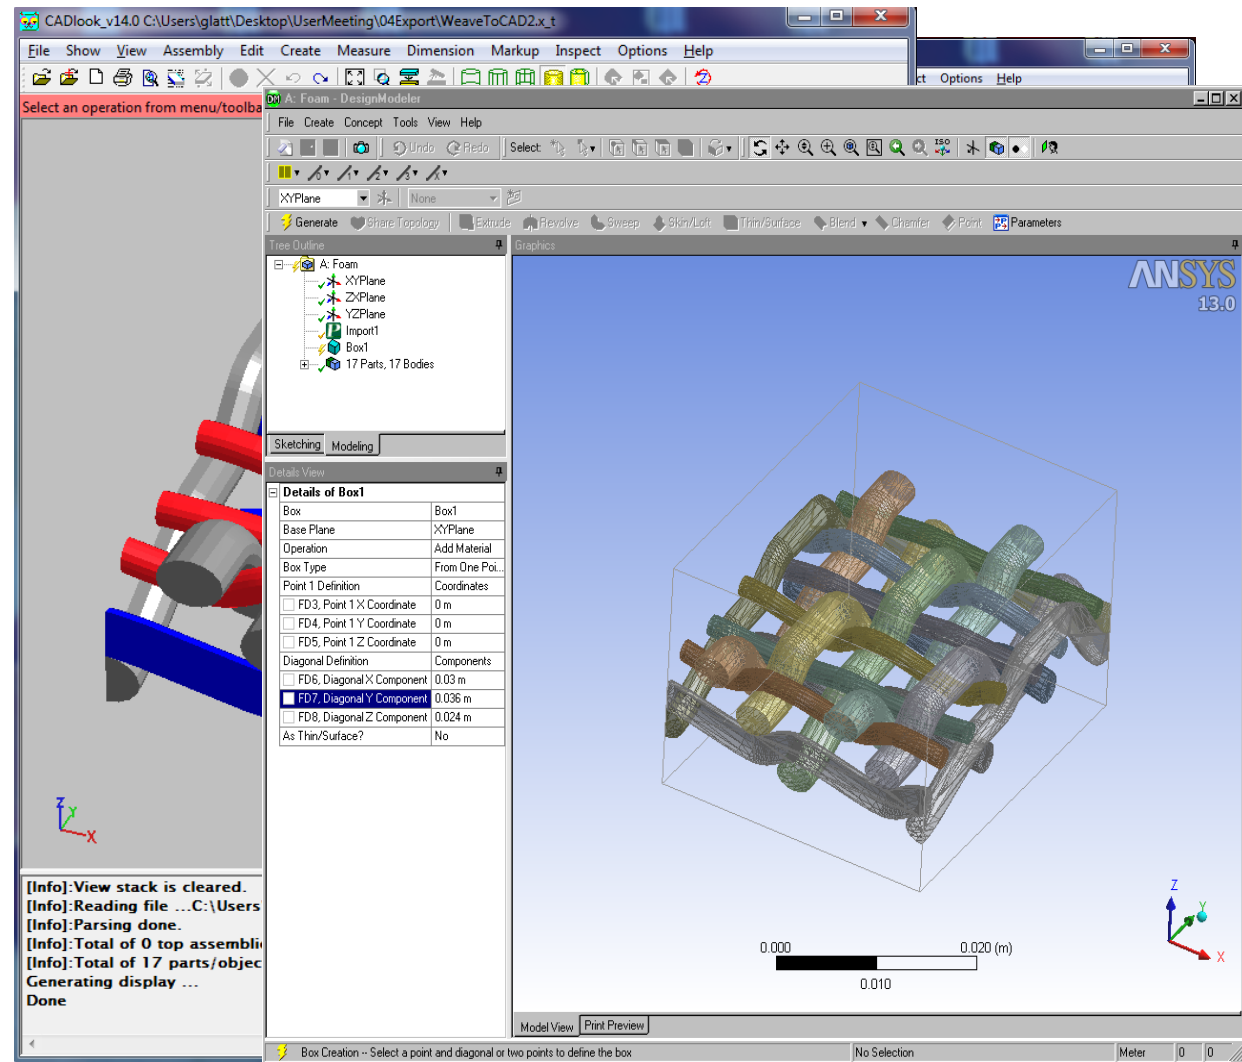 CADlook_v14.0 C:\Users\glatt\Desktop\UserMeeting\04Export\WeaveToCAD2.x_t
File Show View Assembly Edit Create Measure Dimension Markup Inspect Options Help
ct Options Help
Select an operation from menu/toolba
A: Foam - DesignModeler
File Create Concept Tools View Help
Undo Redo Select: ISO
XYPlane None
Generate Share Topology Extrude Revolve Sweep Skin/Loft Thin/Surface Blend Chamfer Point Parameters
Tree Outline
A: Foam
XYPlane
ZXPlane
YZPlane
Import1
Box1
17 Parts, 17 Bodies
Sketching Modeling
Details View
Details of Box1
Box Box1
Base Plane XYPlane
Operation Add Material
Box Type From One Poi...
Point 1 Definition Coordinates
FD3, Point 1 X Coordinate 0 m
FD4, Point 1 Y Coordinate 0 m
FD5, Point 1 Z Coordinate 0 m
Diagonal Definition Components
FD6, Diagonal X Component 0.03 m
FD7, Diagonal Y Component 0.036 m
FD8, Diagonal Z Component 0.024 m
As Thin/Surface? No
Graphics
ANSYS
13.0
Z
Y
X
0.000 0.020 (m)
0.010
Model View Print Preview
Z
Y
X
[Info]:View stack is cleared.
[Info]:Reading file ...C:\Users
[Info]:Parsing done.
[Info]:Total of 0 top assembli
[Info]:Total of 17 parts/objec
Generating display ...
Done
Box Creation -- Select a point and diagonal or two points to define the box No Selection Meter 0 0